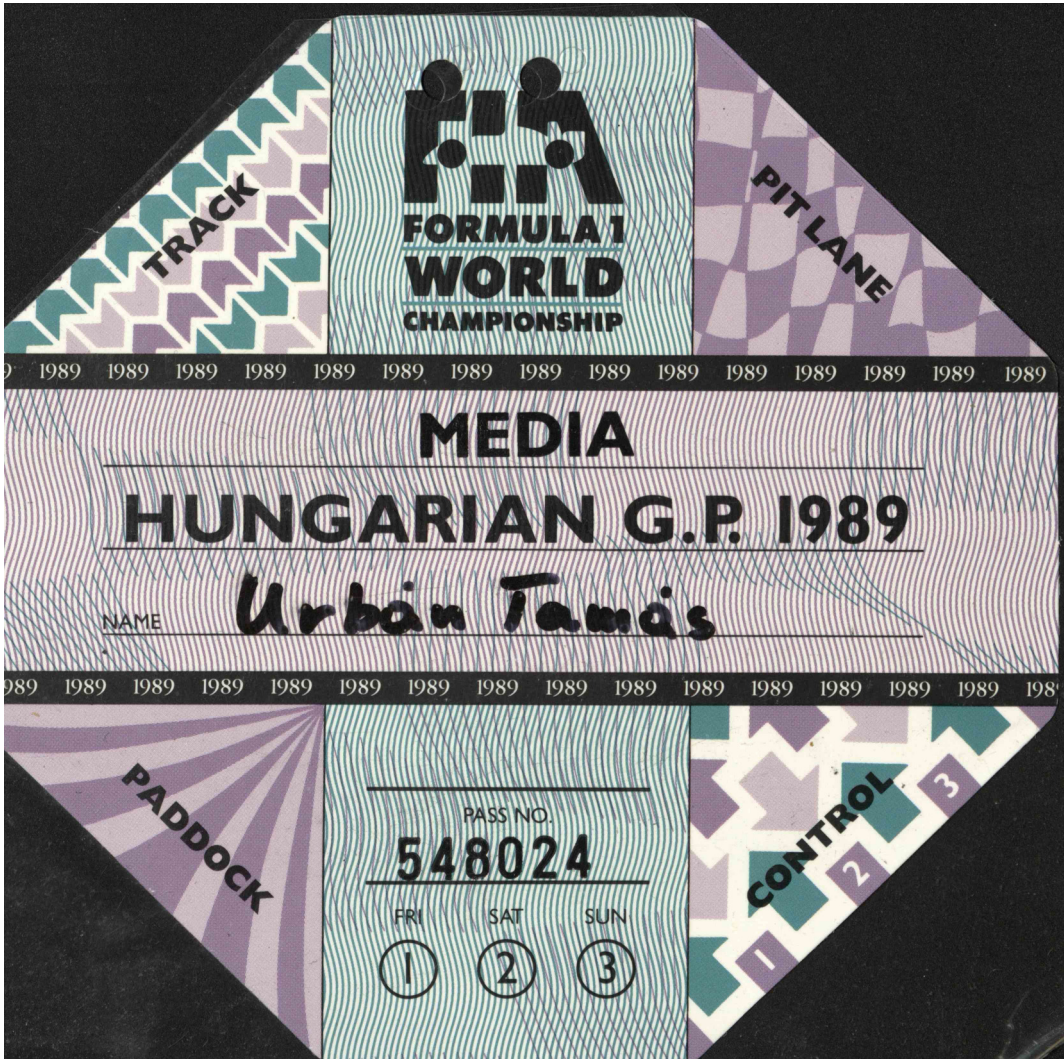 TRACK
FIA
FORMULA 1
WORLD
CHAMPIONSHIP
PIT LANE
1989 1989 1989 1989 1989 1989 1989 1989 1989 1989 1989 1989 1989 1989 1989
MEDIA
HUNGARIAN G.P. 1989
NAME Urbán Tamás
989 1989 1989 1989 1989 1989 1989 1989 1989 1989 1989 1989 1989 1989 1989 198
PADDOCK
PASS NO.
548024
FRI SAT SUN
1 2 3
CONTROL
1 2 3